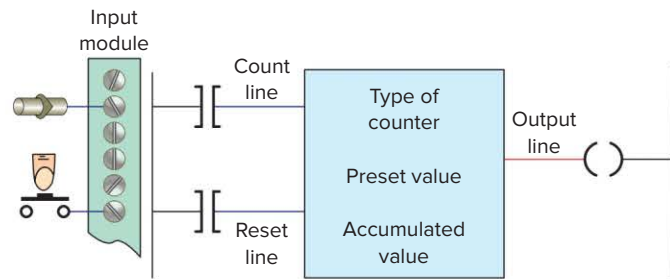 Input
module
Count
line
Type of
counter
Output
line
Preset value
Reset
line
Accumulated
value